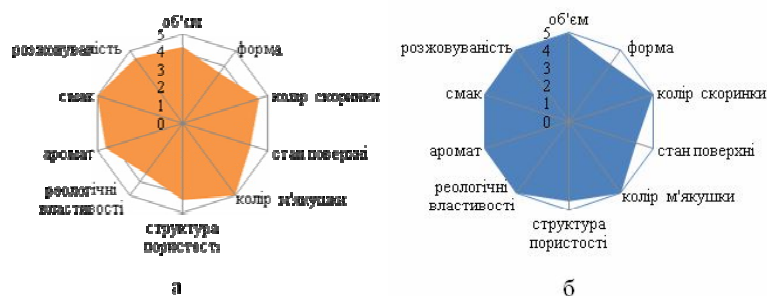 об'єм
5
4
3
2
1
0
форма
колір скоринки
стан поверхні
колір м'якушки
структура
пористості
реологічні
властивості
аромат
смак
розжовуваність
а
об'єм
5
4
3
2
1
0
форма
колір скоринки
стан поверхні
колір м'якушки
структура
пористості
реологічні
властивості
аромат
смак
розжовуваність
б